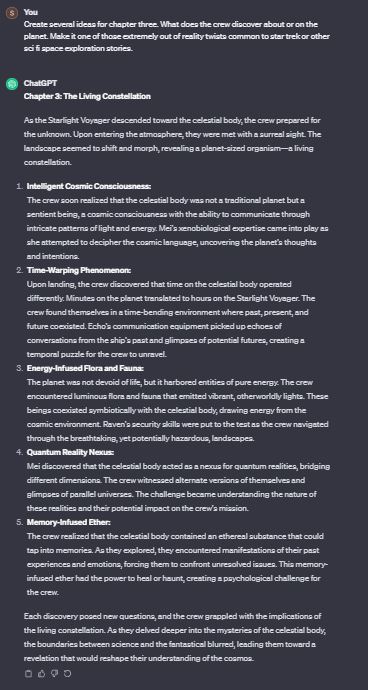 S You
Create several ideas for chapter three. What does the crew discover about or on the
planet. Make it one of those extremely out of reality twists common to star trek or other
sci fi space exploration stories.
ChatGPT
Chapter 3: The Living Constellation
As the Starlight Voyager descended toward the celestial body, the crew prepared for
the unknown. Upon entering the atmosphere, they were met with a surreal sight. The
landscape seemed to shift and morph, revealing a planet-sized organism—a living
constellation.
1. Intelligent Cosmic Consciousness:
The crew soon realized that the celestial body was not a traditional planet but a
sentient being, a cosmic consciousness with the ability to communicate through
intricate patterns of light and energy. Mei's xenobiological expertise came into play as
she attempted to decipher the cosmic language, uncovering the planet's thoughts
and intentions.
2. Time-Warping Phenomenon:
Upon landing, the crew discovered that time on the celestial body operated
differently. Minutes on the planet translated to hours on the Starlight Voyager. The
crew found themselves in a time-bending environment where past, present, and
future coexisted. Echo's communication equipment picked up echoes of
conversations from the ship's past and glimpses of potential futures, creating a
temporal puzzle for the crew to unravel.
3. Energy-Infused Flora and Fauna:
The planet was not devoid of life, but it harbored entities of pure energy. The crew
encountered luminous flora and fauna that emitted vibrant, otherworldly lights. These
beings coexisted symbiotically with the celestial body, drawing energy from the
cosmic environment. Raven's security skills were put to use as the crew navigated
through the breathtaking, yet potentially hazardous, landscapes.
4. Quantum Reality Nexus:
Mei discovered that the celestial body acted as a nexus for quantum realities, bridging
different dimensions. The crew witnessed alternate versions of themselves and
glimpses of parallel universes. The challenge became understanding the nature of
these realities and their potential impact on the crew's mission.
5. Memory-Infused Ether:
The crew realized that the celestial body contained an ethereal substance that could
tap into memories. As they explored, they encountered manifestations of their past
experiences and emotions, forcing them to confront unresolved issues. This memory-
infused ether had the power to heal or haunt, creating a psychological challenge for
the crew.
Each discovery posed new questions, and the crew grappled with the implications of
the living constellation. As they delved deeper into the mysteries of the celestial body,
the boundaries between science and the fantastical blurred, leading them toward a
revelation that would reshape their understanding of the cosmos.